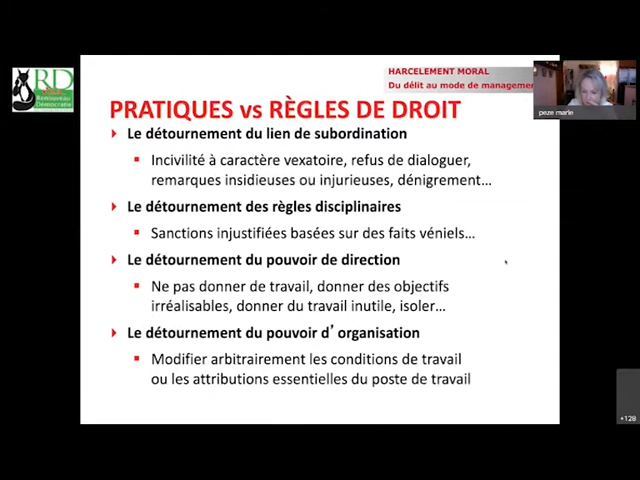 RD
Renouveau
Démocratie
HARCELEMENT MORAL
Du délit au mode de managemen
peze marie
PRATIQUES vs RÈGLES DE DROIT
Le détournement du lien de subordination
Incivilité à caractère vexatoire, refus de dialoguer,
remarques insidieuses ou injurieuses, dénigrement…
Le détournement des règles disciplinaires
Sanctions injustifiées basées sur des faits véniels…
Le détournement du pouvoir de direction
Ne pas donner de travail, donner des objectifs
irréalisables, donner du travail inutile, isoler…
Le détournement du pouvoir d’ organisation
Modifier arbitrairement les conditions de travail
ou les attributions essentielles du poste de travail
+128